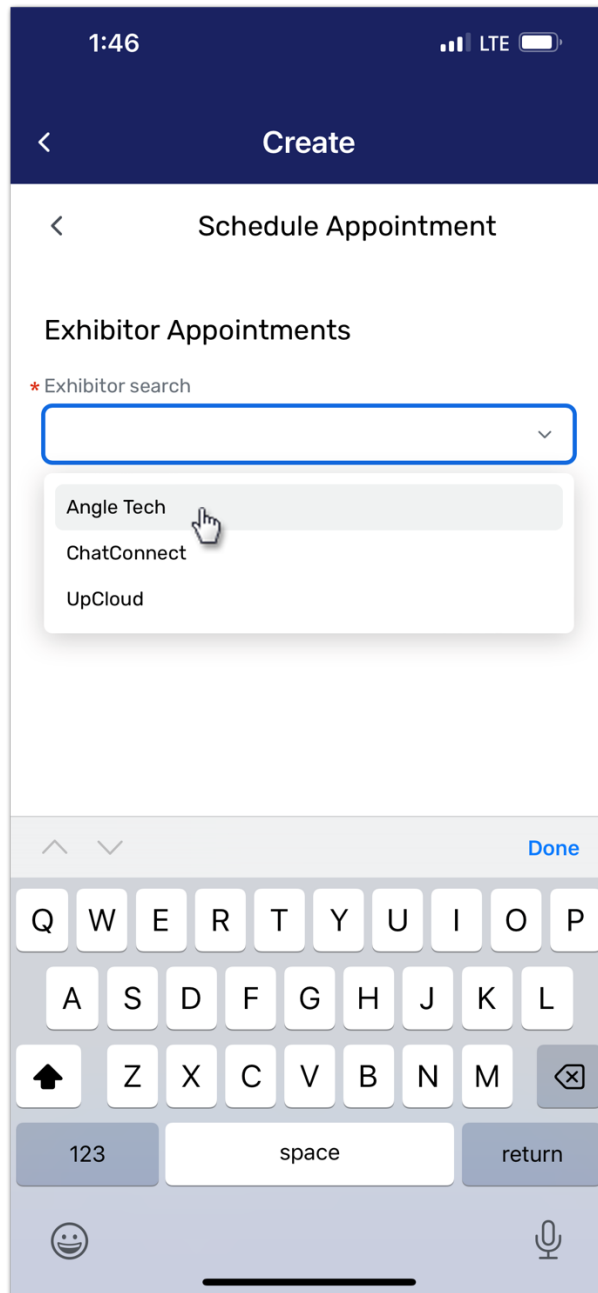 1:46 LTE
Create
Schedule Appointment
Exhibitor Appointments
* Exhibitor search
Angle Tech
ChatConnect
UpCloud
Done
Q W E R T Y U I O P
A S D F G H J K L
Z X C V B N M
123 space return